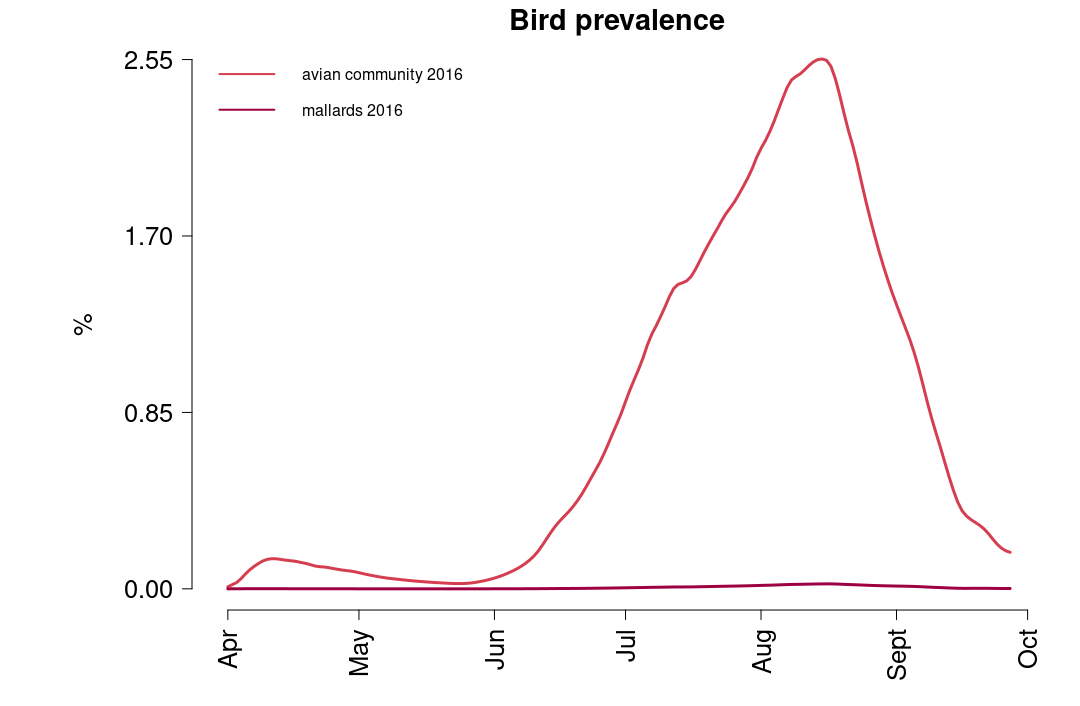 Bird prevalence
2.55
avian community 2016
mallards 2016
1.70
%
0.85
0.00
Apr
May
Jun
Jul
Aug
Sept
Oct